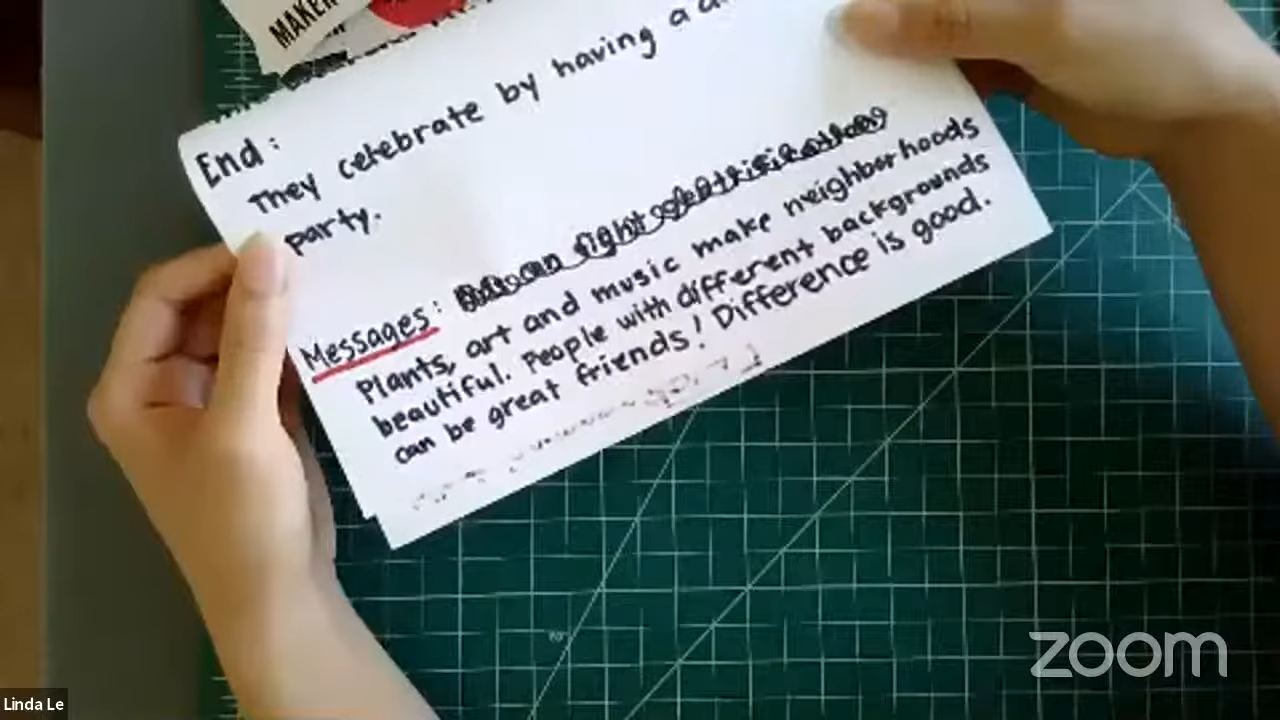 MAKER
End:
They celebrate by having a
party.
Messages:
Plants, art and music make neighborhoods
beautiful. People with different backgrounds
can be great friends! Difference is good.
zoom
Linda Le